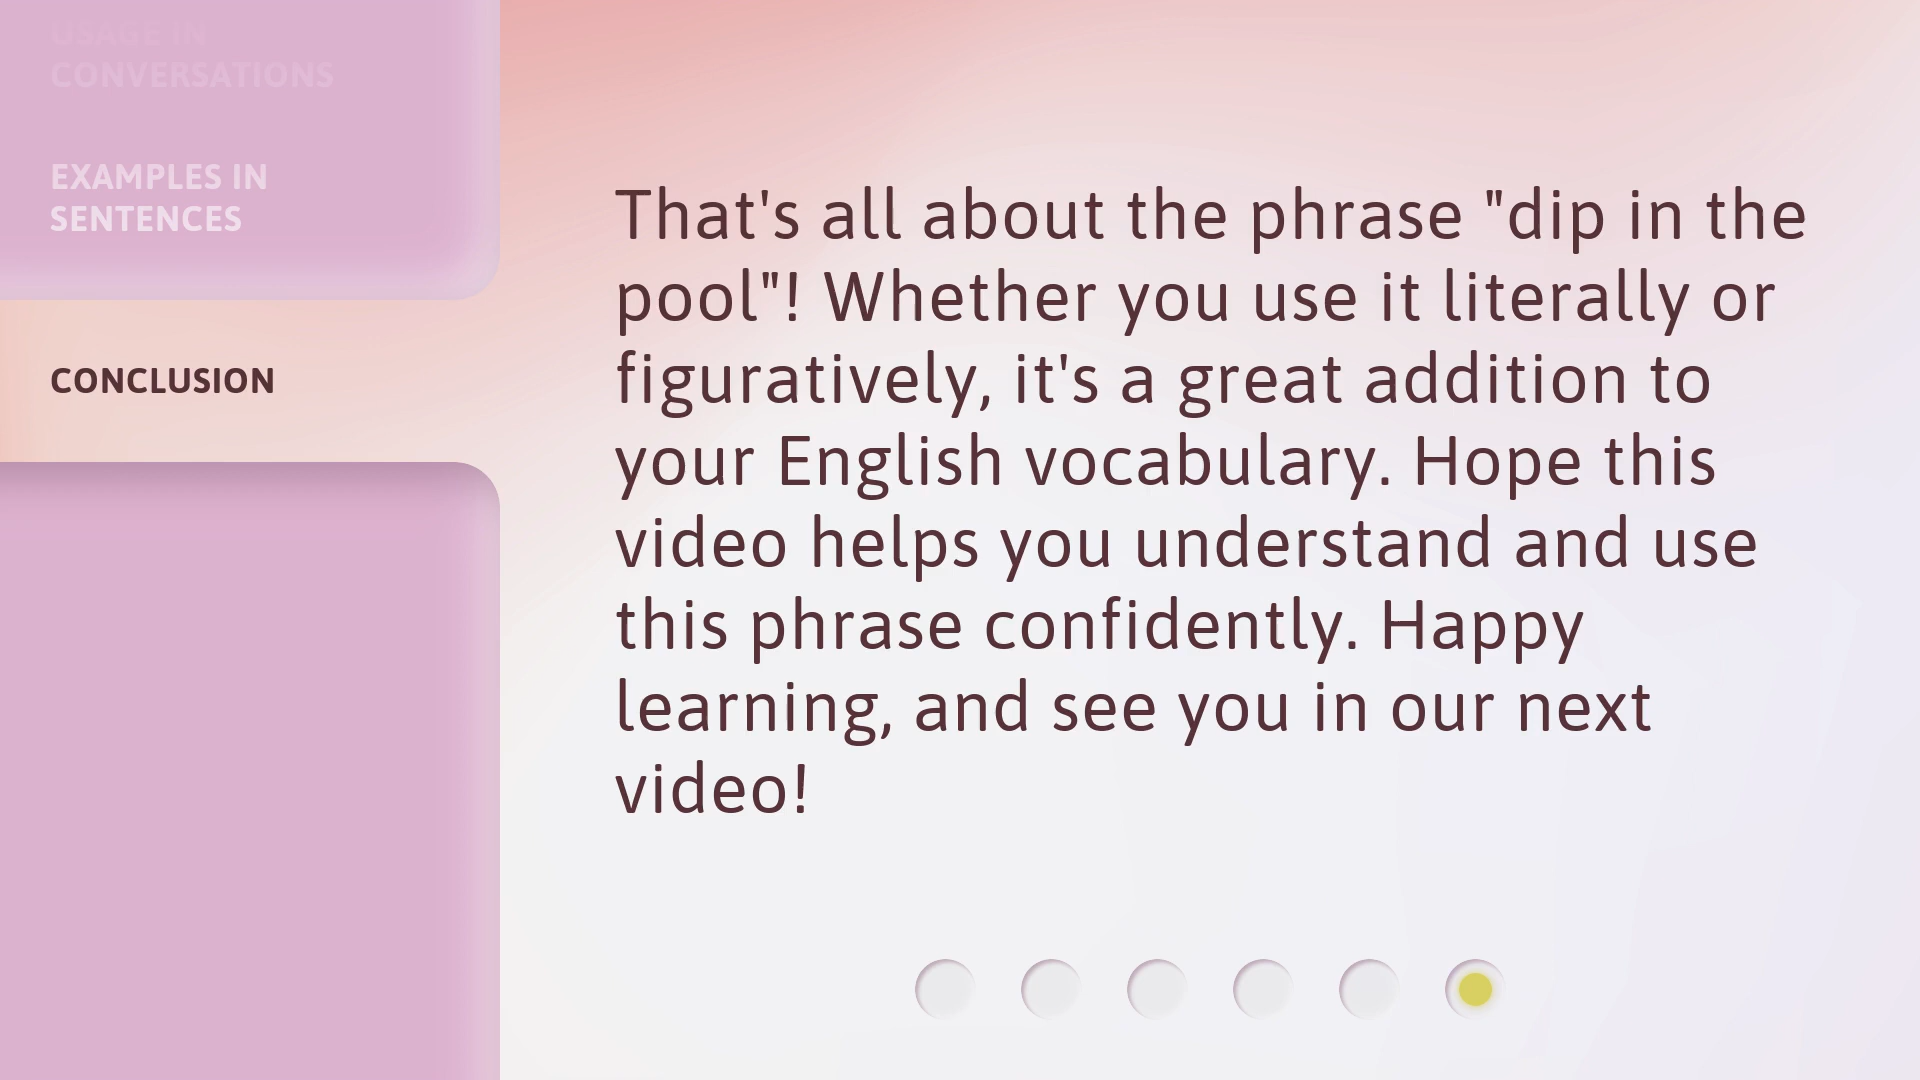 USAGE IN
CONVERSATIONS
EXAMPLES IN
SENTENCES
CONCLUSION
That's all about the phrase "dip in the
pool"! Whether you use it literally or
figuratively, it's a great addition to
your English vocabulary. Hope this
video helps you understand and use
this phrase confidently. Happy
learning, and see you in our next
video!